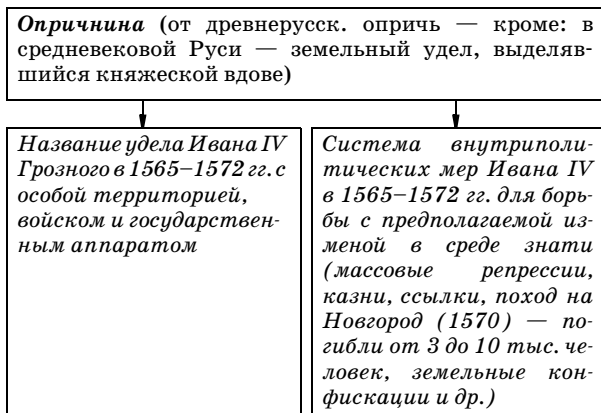 Опричнина (от древнерусск. опричь — кроме: в
средневековой Руси — земельный удел, выделяв-
шийся княжеской вдове)
Название удела Ивана IV
Грозного в 1565–1572 гг. с
особой территорией,
войском и государствен-
ным аппаратом
Система внутриполи-
тических мер Ивана IV
в 1565–1572 гг. для борь-
бы с предполагаемой из-
меной в среде знати
(массовые репрессии,
казни, ссылки, поход на
Новгород (1570) — по-
гибли от 3 до 10 тыс. че-
ловек, земельные кон-
фискации и др.)